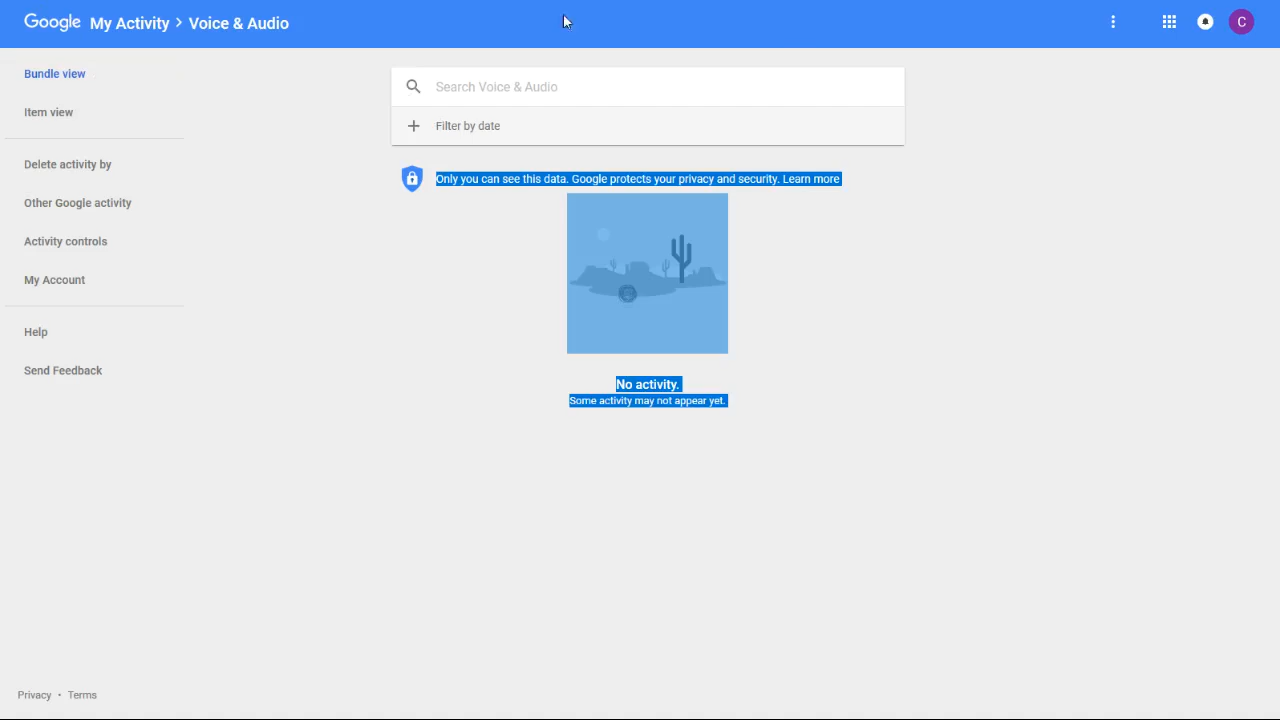 Google My Activity > Voice & Audio
C
Bundle view
Item view
Delete activity by
Other Google activity
Activity controls
My Account
Help
Send Feedback
Search Voice & Audio
Filter by date
Only you can see this data. Google protects your privacy and security. Learn more
No activity.
Some activity may not appear yet.
Privacy • Terms